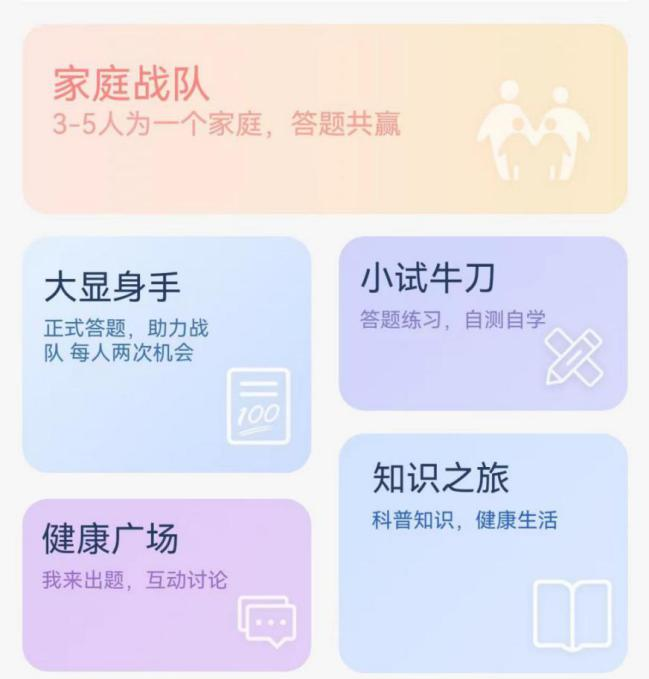 家庭战队
3-5人为一个家庭，答题共赢
大显身手
正式答题，助力战
队 每人两次机会
100
小试牛刀
答题练习，自测自学
知识之旅
科普知识，健康生活
健康广场
我来出题，互动讨论